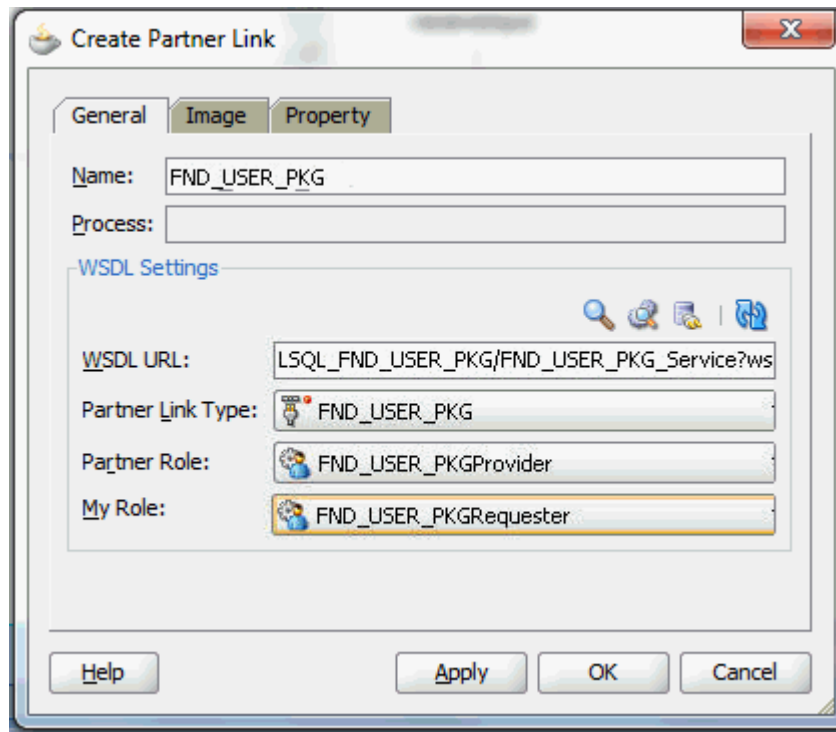 Create Partner Link
General Image Property
Name: FND_USER_PKG
Process:
WSDL Settings
WSDL URL: LSQL_FND_USER_PKG/FND_USER_PKG_Service?ws
Partner Link Type: FND_USER_PKG
Partner Role: FND_USER_PKGProvider
My Role: FND_USER_PKGRequester
Help Apply OK Cancel